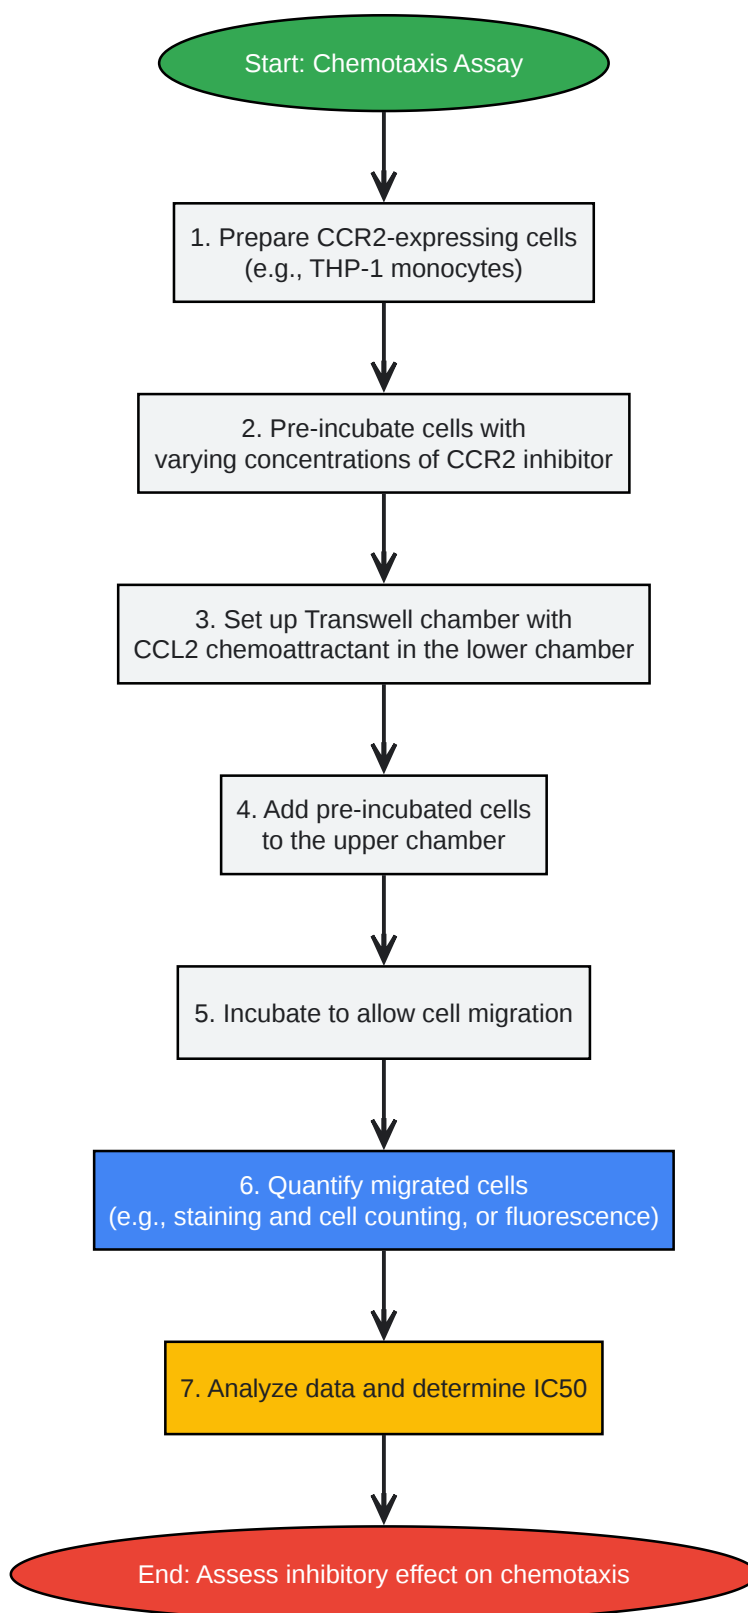 Start: Chemotaxis Assay
1. Prepare CCR2-expressing cells
(e.g., THP-1 monocytes)
2. Pre-incubate cells with
varying concentrations of CCR2 inhibitor
3. Set up Transwell chamber with
CCL2 chemoattractant in the lower chamber
4. Add pre-incubated cells
to the upper chamber
5. Incubate to allow cell migration
6. Quantify migrated cells
(e.g., staining and cell counting, or fluorescence)
7. Analyze data and determine IC50
End: Assess inhibitory effect on chemotaxis